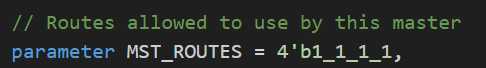 // Routes allowed to use by this master
parameter MST_ROUTES = 4'b1_1_1_1,